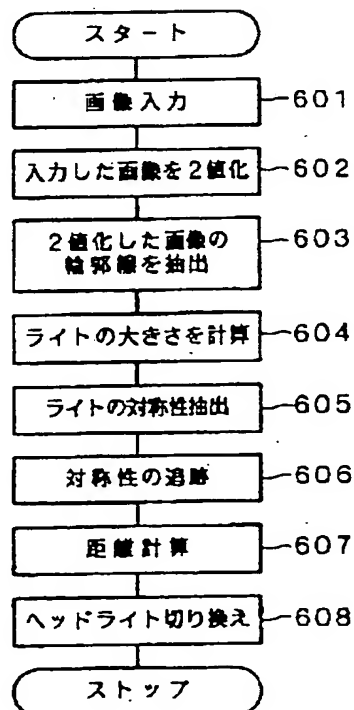 スタート
画像入力
601
入力した画像を2値化
602
2値化した画像の
輪郭線を抽出
603
ライトの大きさを計算
604
ライトの対称性抽出
605
対称性の追跡
606
距離計算
607
ヘッドライト切り換え
608
ストップ